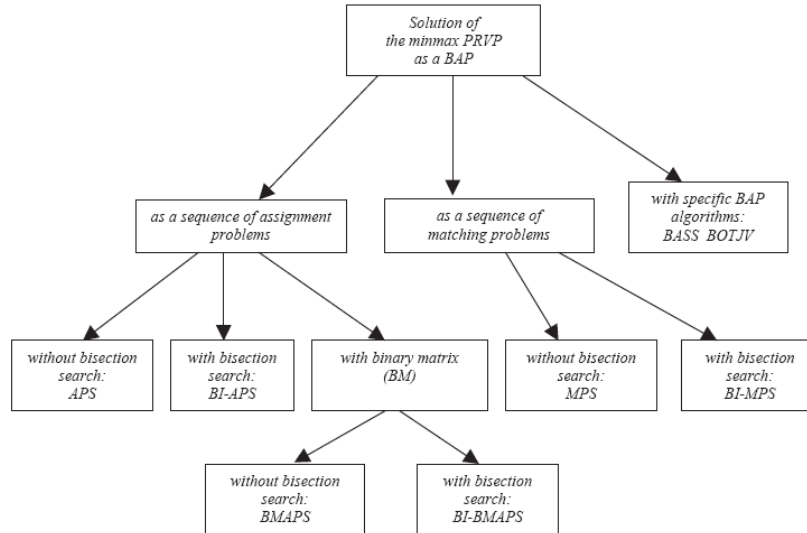 Solution of
the minmax PRVP
as a BAP
as a sequence of assignment
problems
as a sequence of
matching problems
with specific BAP
algorithms:
BASS BOTJV
without bisection
search:
APS
with bisection
search:
BI-APS
with binary matrix
(BM)
without bisection
search:
MPS
with bisection
search:
BI-MPS
without bisection
search:
BMAPS
with bisection
search:
BI-BMAPS